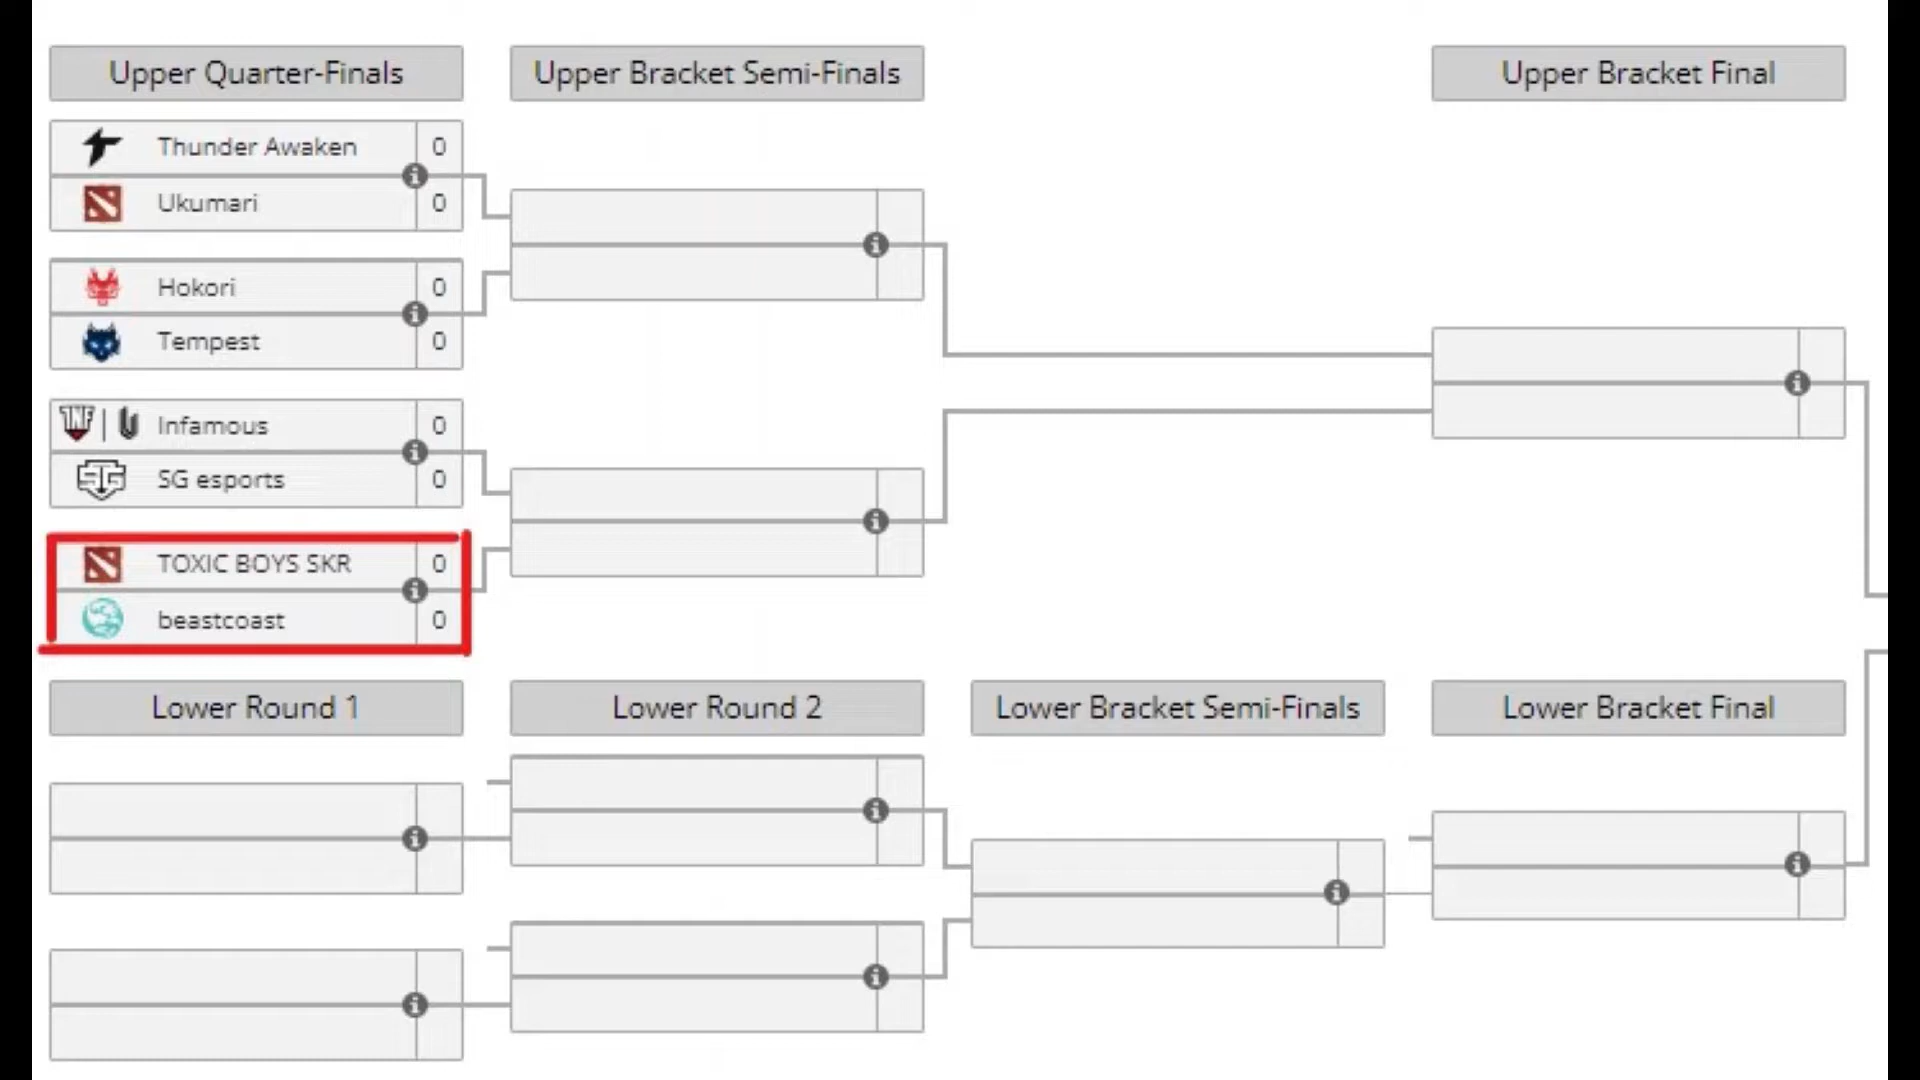 Upper Quarter-Finals
Upper Bracket Semi-Finals
Upper Bracket Final
Thunder Awaken 0
Ukumari 0
Hokori 0
Tempest 0
INF | U Infamous 0
SG SG esports 0
TOXIC BOYS SKR 0
beastcoast 0
Lower Round 1
Lower Round 2
Lower Bracket Semi-Finals
Lower Bracket Final